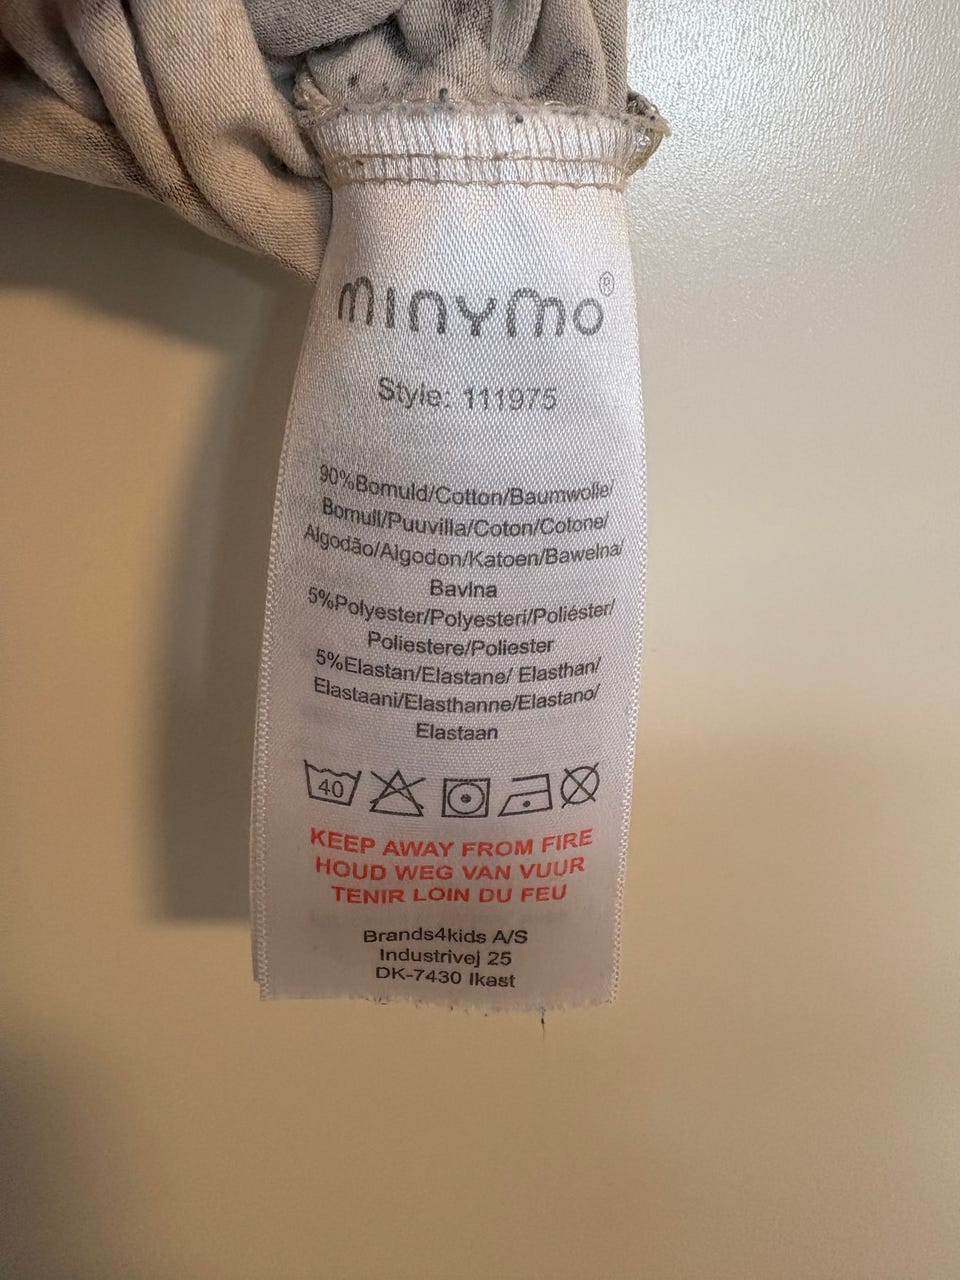 minymo®
Style: 111975
90%Bomuld/Cotton/Baumwolle/
Bomull/Puuvilla/Coton/Cotone/
Algodão/Algodon/Katoen/Bawelna/
Bavlna
5%Polyester/Polyesteri/Poliéster/
Poliestere/Poliester
5%Elastan/Elastane/ Elasthan/
Elastaani/Elasthanne/Elastano/
Elastaan
40
KEEP AWAY FROM FIRE
HOUD WEG VAN VUUR
TENIR LOIN DU FEU
Brands4kids A/S
Industrivej 25
DK-7430 Ikast